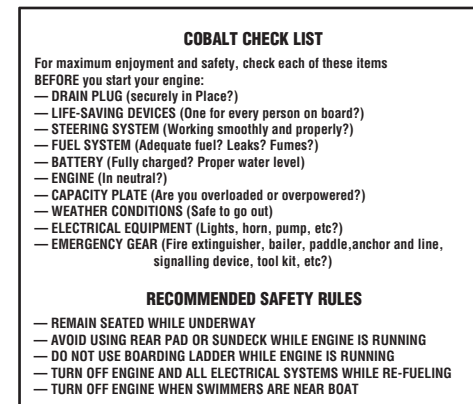 COBALT CHECK LIST
For maximum enjoyment and safety, check each of these items
BEFORE you start your engine:
— DRAIN PLUG (securely in Place?)
— LIFE-SAVING DEVICES (One for every person on board?)
— STEERING SYSTEM (Working smoothly and properly?)
— FUEL SYSTEM (Adequate fuel? Leaks? Fumes?)
— BATTERY (Fully charged? Proper water level)
— ENGINE (In neutral?)
— CAPACITY PLATE (Are you overloaded or overpowered?)
— WEATHER CONDITIONS (Safe to go out)
— ELECTRICAL EQUIPMENT (Lights, horn, pump, etc?)
— EMERGENCY GEAR (Fire extinguisher, bailer, paddle,anchor and line,
signalling device, tool kit, etc?)
RECOMMENDED SAFETY RULES
— REMAIN SEATED WHILE UNDERWAY
— AVOID USING REAR PAD OR SUNDECK WHILE ENGINE IS RUNNING
— DO NOT USE BOARDING LADDER WHILE ENGINE IS RUNNING
— TURN OFF ENGINE AND ALL ELECTRICAL SYSTEMS WHILE RE-FUELING
— TURN OFF ENGINE WHEN SWIMMERS ARE NEAR BOAT